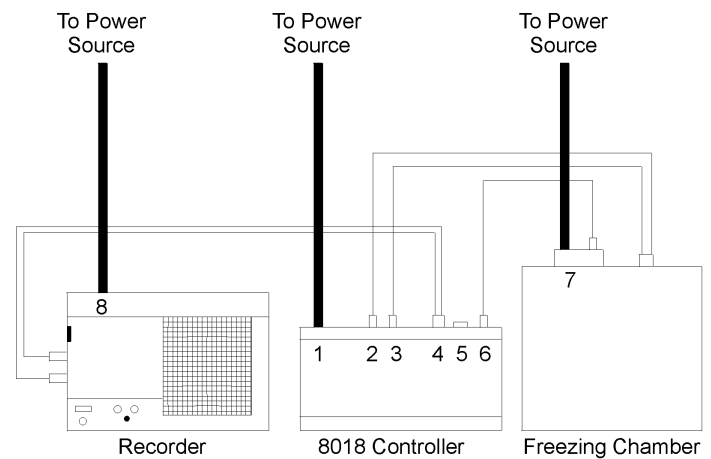 To Power
Source
To Power
Source
To Power
Source
8
1 2 3 4 5 6
7
Recorder
8018 Controller
Freezing Chamber